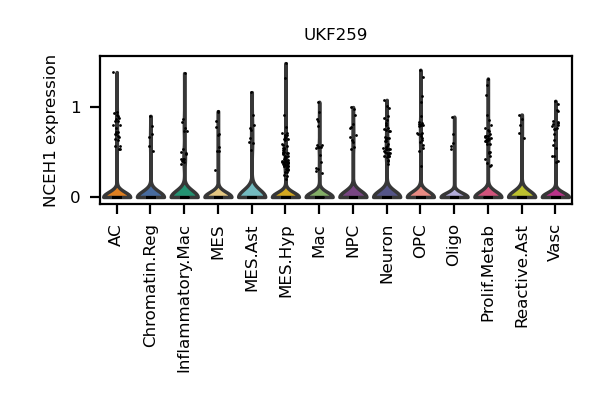 UKF259
NCEH1 expression
1
0
AC
Chromatin.Reg
Inflammatory.Mac
MES
MES.Ast
MES.Hyp
Mac
NPC
Neuron
OPC
Oligo
Prolif.Metab
Reactive.Ast
Vasc